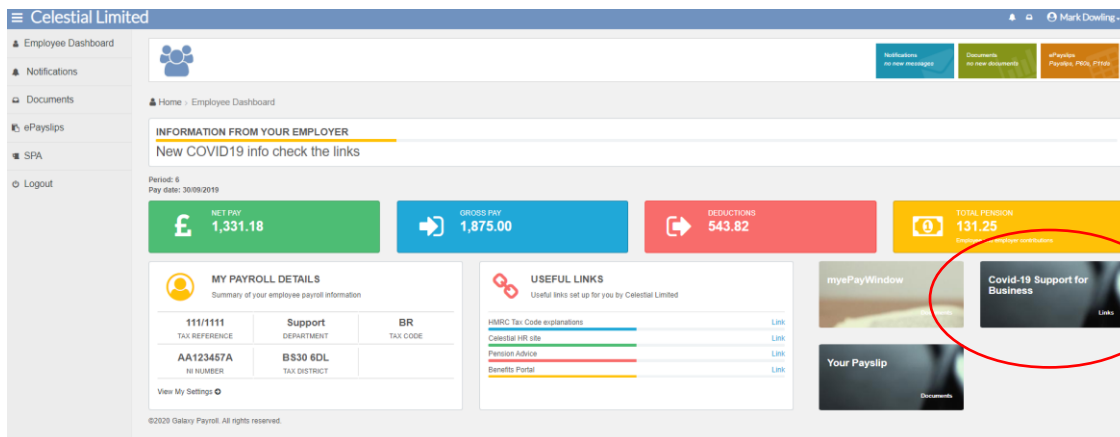 Celestial Limited
Mark Dowling
Employee Dashboard
Notifications
Documents
ePayslips
SPA
Logout
Notifications
no new messages
Documents
no new documents
ePayslips
Payslips, P60s, P11ds
Home > Employee Dashboard
INFORMATION FROM YOUR EMPLOYER
New COVID19 info check the links
Period: 6
Pay date: 30/09/2019
NET PAY
£ 1,331.18
GROSS PAY
1,875.00
DEDUCTIONS
543.82
TOTAL PENSION
131.25
employer contributions
MY PAYROLL DETAILS
Summary of your employee payroll information
111/1111 Support BR
TAX REFERENCE DEPARTMENT TAX CODE
AA123457A BS30 6DL
NI NUMBER TAX DISTRICT
View My Settings
USEFUL LINKS
Useful links set up for you by Celestial Limited
HMRC Tax Code explanations Link
Celestial HR site Link
Pension Advice Link
Benefits Portal Link
myePayWindow
Documents
Covid-19 Support for
Business
Links
Your Payslip
Documents
©2020 Galaxy Payroll. All rights reserved.